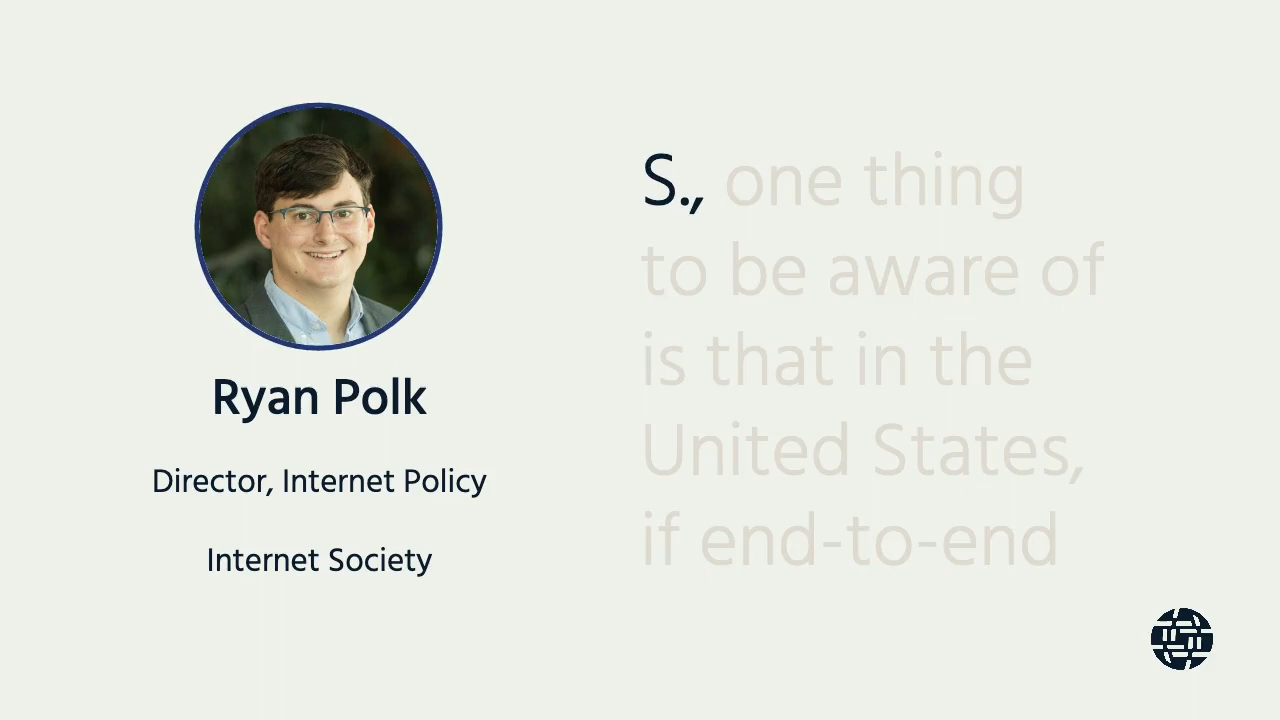 Ryan Polk
Director, Internet Policy
Internet Society
S., one thing
to be aware of
is that in the
United States,
if end-to-end